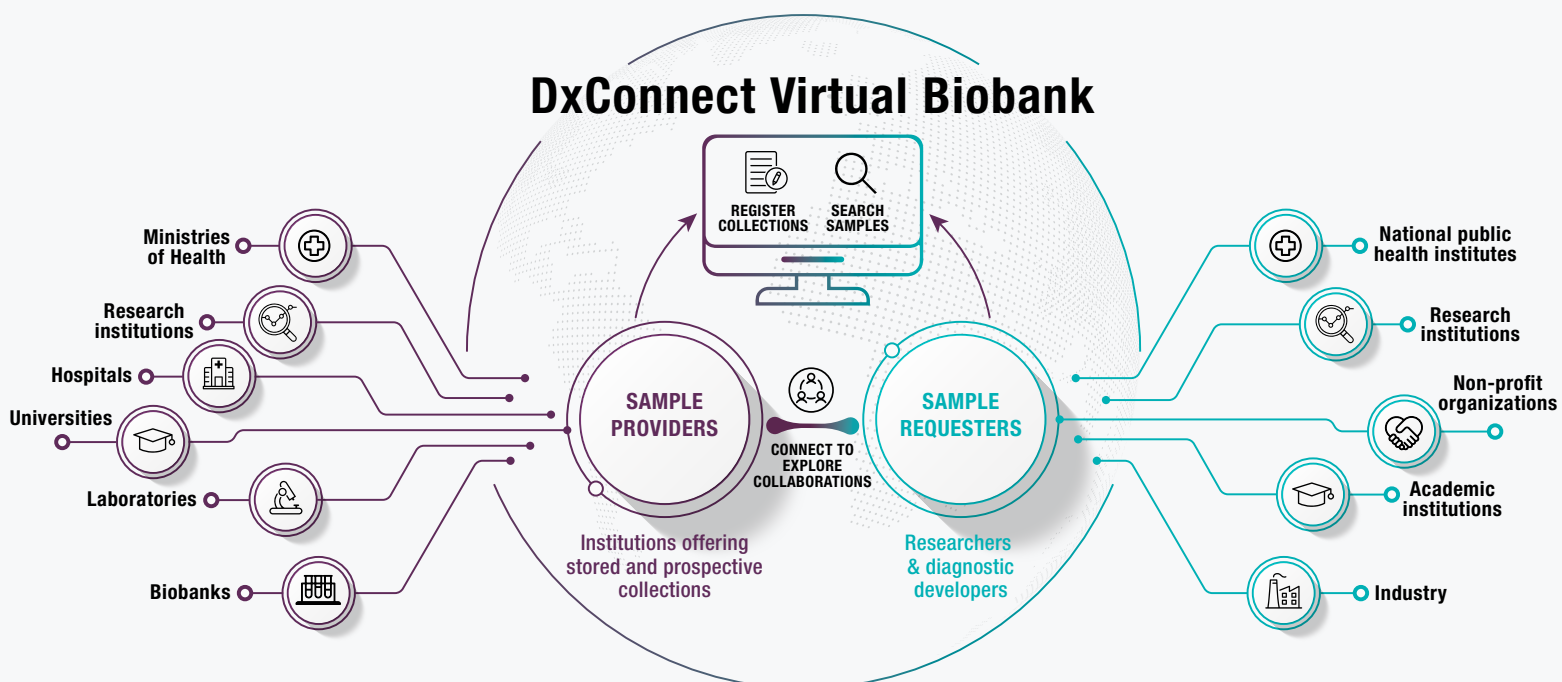 DxConnect Virtual Biobank
REGISTER
COLLECTIONS
SEARCH
SAMPLES
Ministries
of Health
Research
institutions
Hospitals
Universities
Laboratories
Biobanks
SAMPLE
PROVIDERS
Institutions offering
stored and prospective
collections
CONNECT TO
EXPLORE
COLLABORATIONS
SAMPLE
REQUESTERS
Researchers
& diagnostic
developers
National public
health institutes
Research
institutions
Non-profit
organizations
Academic
institutions
Industry